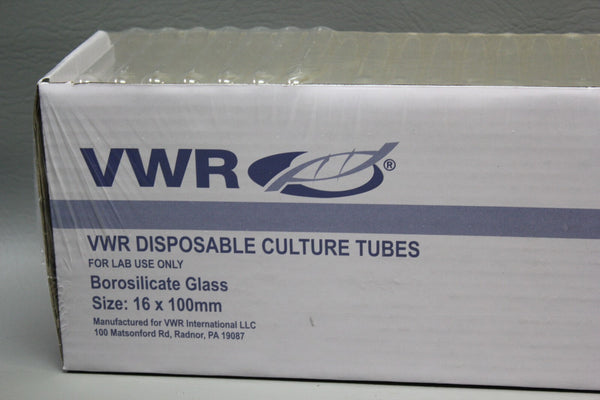 VWR®
VWR DISPOSABLE CULTURE TUBES
FOR LAB USE ONLY
Borosilicate Glass
Size: 16 x 100mm
Manufactured for VWR International LLC
100 Matsonford Rd, Radnor, PA 19087